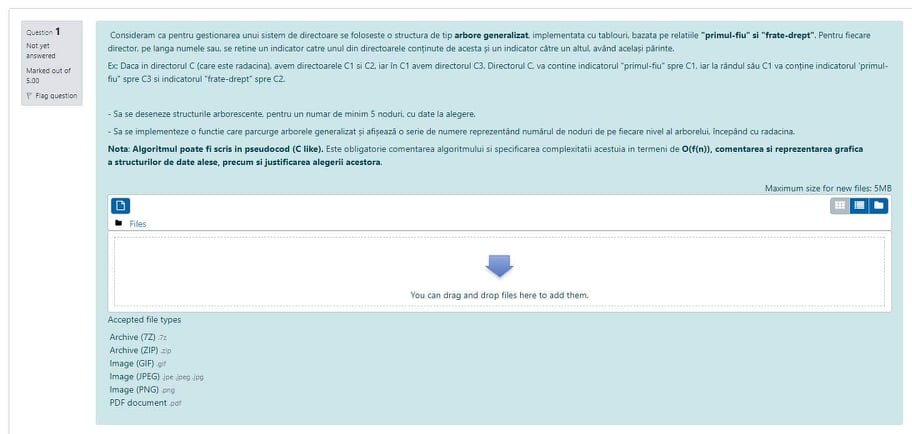 Question 1
Not yet
answered
Marked out of
5.00
Flag question
Consideram ca pentru gestionarea unui sistem de directoare se foloseste o structura de tip arbore generalizat, implementata cu tablouri, bazata pe relatiile "primul-fiu" si "frate-drept". Pentru fiecare
director, pe langa numele sau, se retine un indicator catre unul din directoarele conținute de acesta și un indicator către un altul, având același părinte.
Ex: Daca in directorul C (care este radacina), avem directoarele C1 si C2, iar în C1 avem directorul C3. Directorul C, va contine indicatorul "primul-fiu" spre C1, iar la rândul său C1 va conține indicatorul 'primul-
fiu" spre C3 si indicatorul "frate-drept" spre C2.
- Sa se deseneze structurile arborescente, pentru un numar de minim 5 noduri, cu date la alegere.
- Sa se implementeze o functie care parcurge arborele generalizat și afișează o serie de numere reprezentând numărul de noduri de pe fiecare nivel al arborelui, începând cu radacina.
Nota: Algoritmul poate fi scris in pseudocod (C like). Este obligatorie comentarea algoritmului si specificarea complexitatii acestuia in termeni de O(f(n)), comentarea si reprezentarea grafica
a structurilor de date alese, precum si justificarea alegerii acestora.
Maximum size for new files: 5MB
Files
You can drag and drop files here to add them.
Accepted file types
Archive (7Z) .7z
Archive (ZIP) .zip
Image (GIF) .gif
Image (JPEG) .jpe .jpeg .jpg
Image (PNG) .png
PDF document .pdf